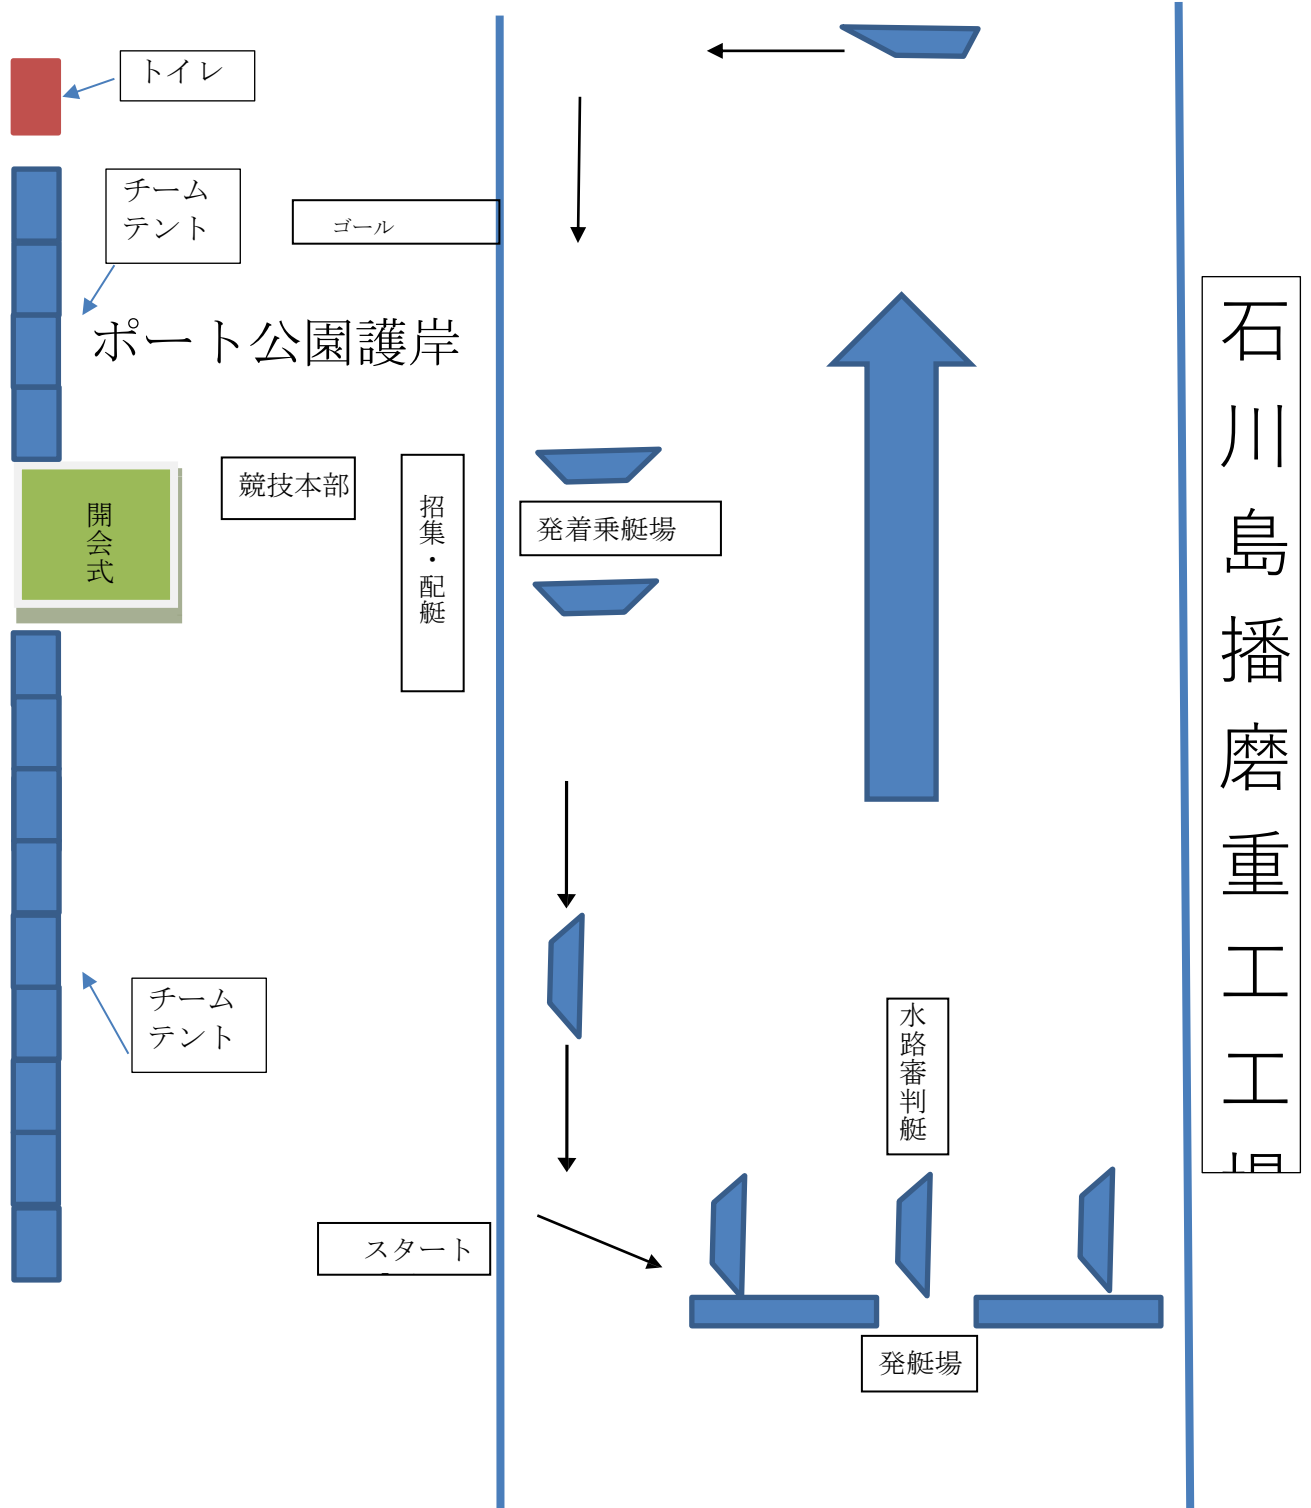 トイレ
チーム
テント
ゴール
ポート公園護岸
競技本部
招集・配艇
発着乗艇場
開会式
石川島播磨重工工
チーム
テント
水路審判艇
スタート
発艇場